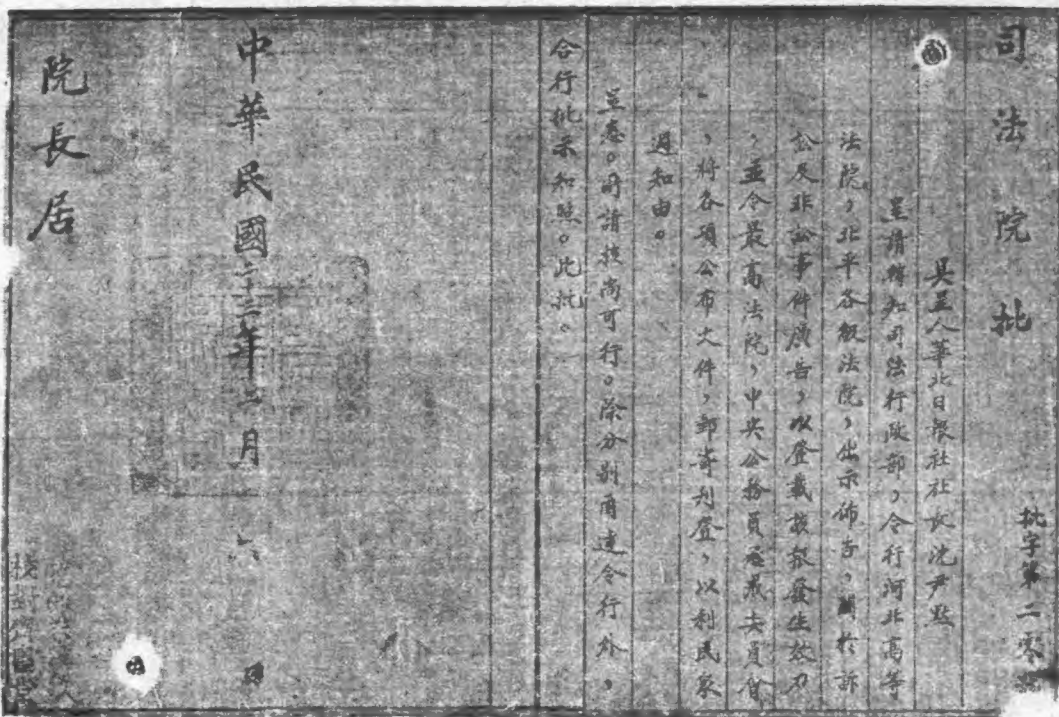 司法院批
批字第二零
具呈人華北日報社社長沈尹默
呈請轉知司法行政部，令行河北高等
法院，北平各級法院，出示佈告，關於訴
訟及非訟事件廣告，以登載該報發生效力
，並令最高法院，中央公務員懲戒委員會
，將各項公布文件，郵寄刊登，以利民衆
週知由。
呈悉。所請核尚可行。除分別函達令行外，
合行批示知照。此批。
中華民國二十二年三月六日
院長居